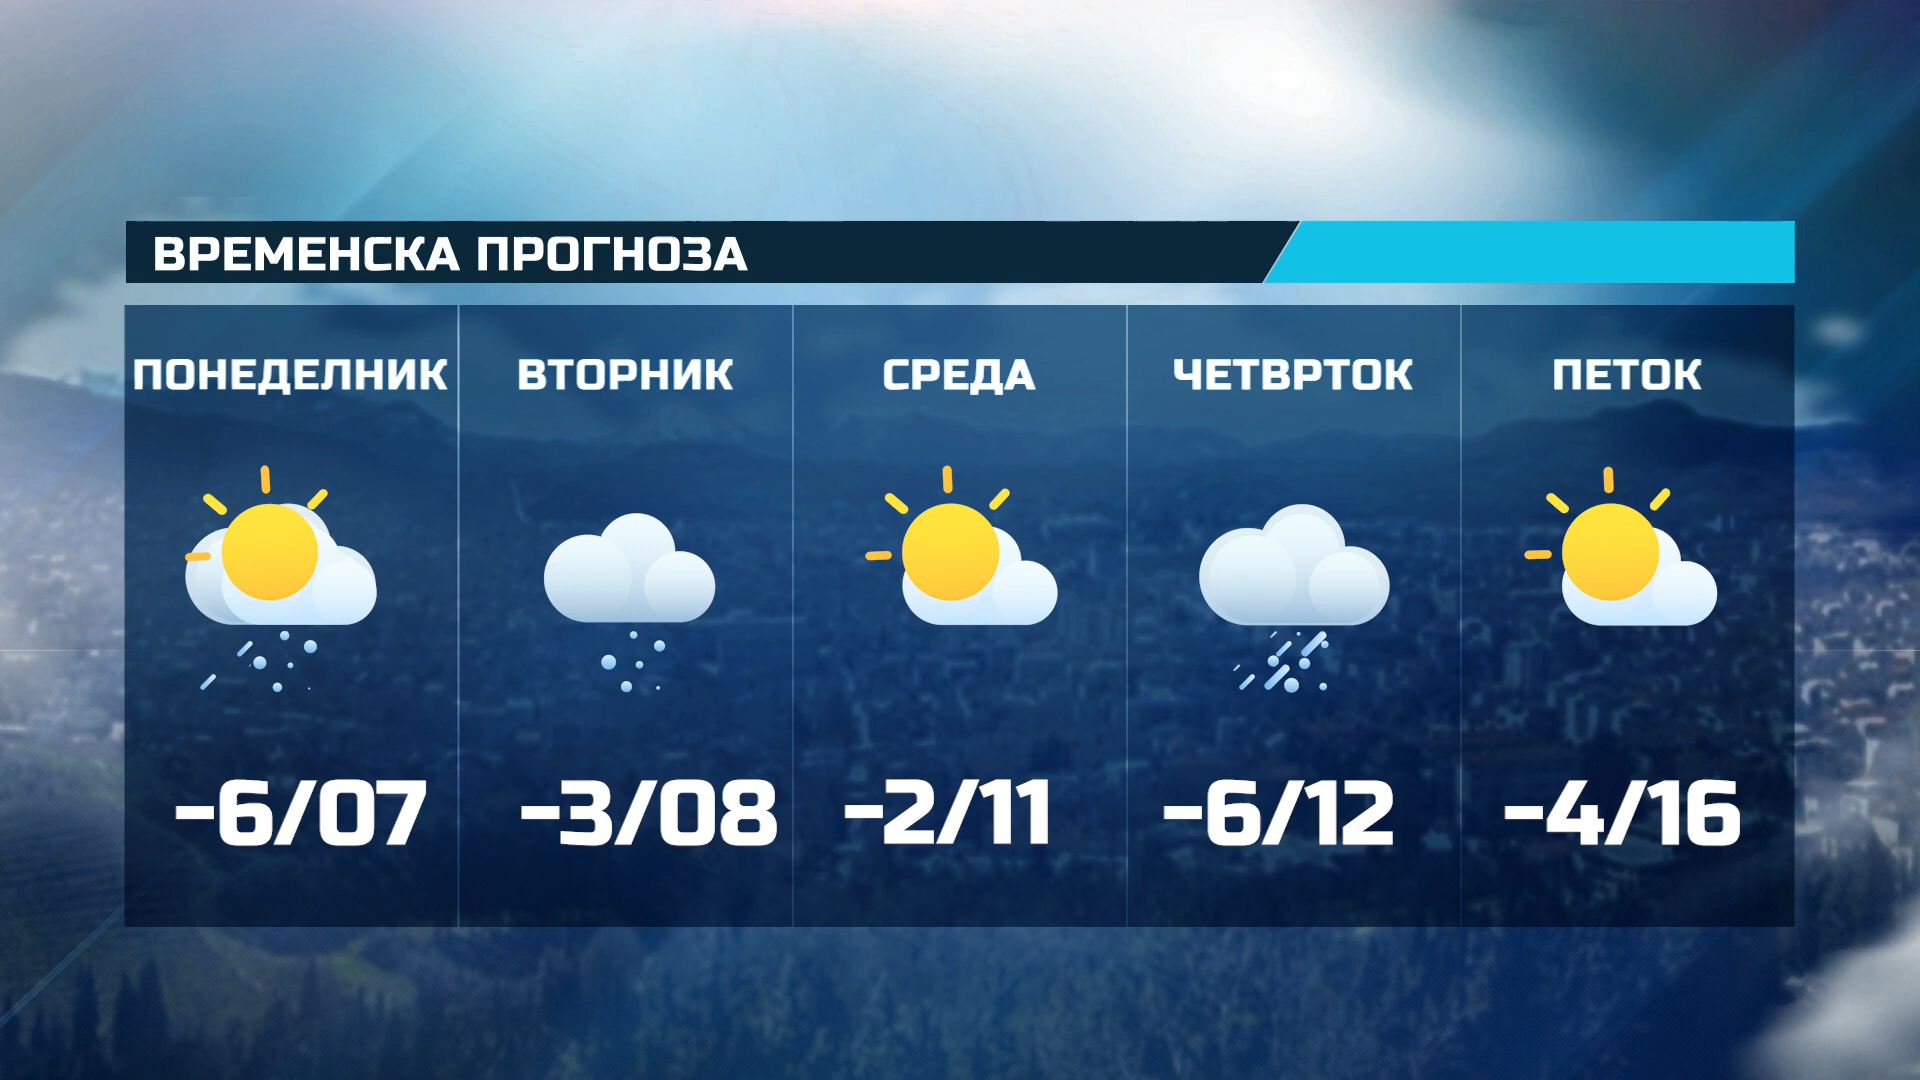 ВРЕМЕНСКА ПРОГНОЗА
ПОНЕДЕЛНИК
-6/07
ВТОРНИК
-3/08
СРЕДА
-2/11
ЧЕТВРТОК
-6/12
ПЕТОК
-4/16